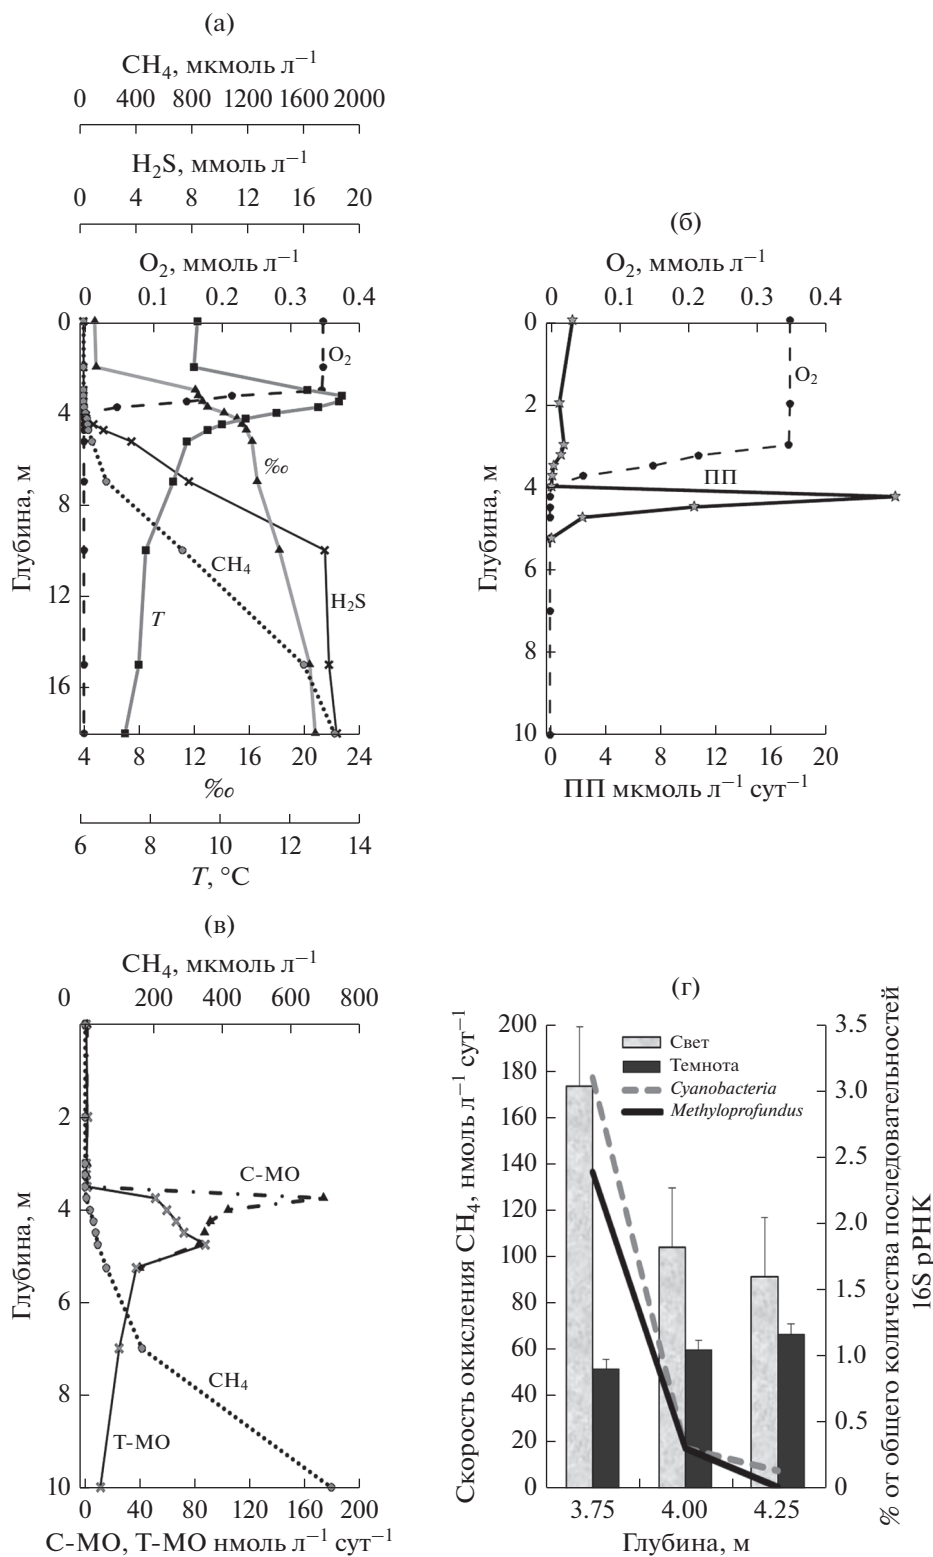 (а)
CH₄, мкмоль л⁻¹
0 400 800 1200 1600 2000
H₂S, ммоль л⁻¹
0 4 8 12 16 20
O₂, ммоль л⁻¹
0 0.1 0.2 0.3 0.4
0
4
8
12
16
Глубина, м
O₂
‰
CH₄
H₂S
T
4 8 12 16 20 24
‰
6 8 10 12 14
T, °C
(б)
O₂, ммоль л⁻¹
0 0.1 0.2 0.3 0.4
0
2
4
6
8
10
Глубина, м
O₂
ПП
0 4 8 12 16 20
ПП мкмоль л⁻¹ сут⁻¹
(в)
CH₄, мкмоль л⁻¹
0 200 400 600 800
2
4
6
8
10
Глубина, м
С-МО
CH₄
Т-МО
0 40 80 120 160 200
С-МО, Т-МО нмоль л⁻¹ сут⁻¹
(г)
Скорость окисления CH₄, нмоль л⁻¹ сут⁻¹
200
180
160
140
120
100
80
60
40
20
0
Свет
Темнота
Cyanobacteria
Methyloprofundus
3.5
3.0
2.5
2.0
1.5
1.0
0.5
0
% от общего количества последовательностей
16S рРНК
3.75 4.00 4.25
Глубина, м